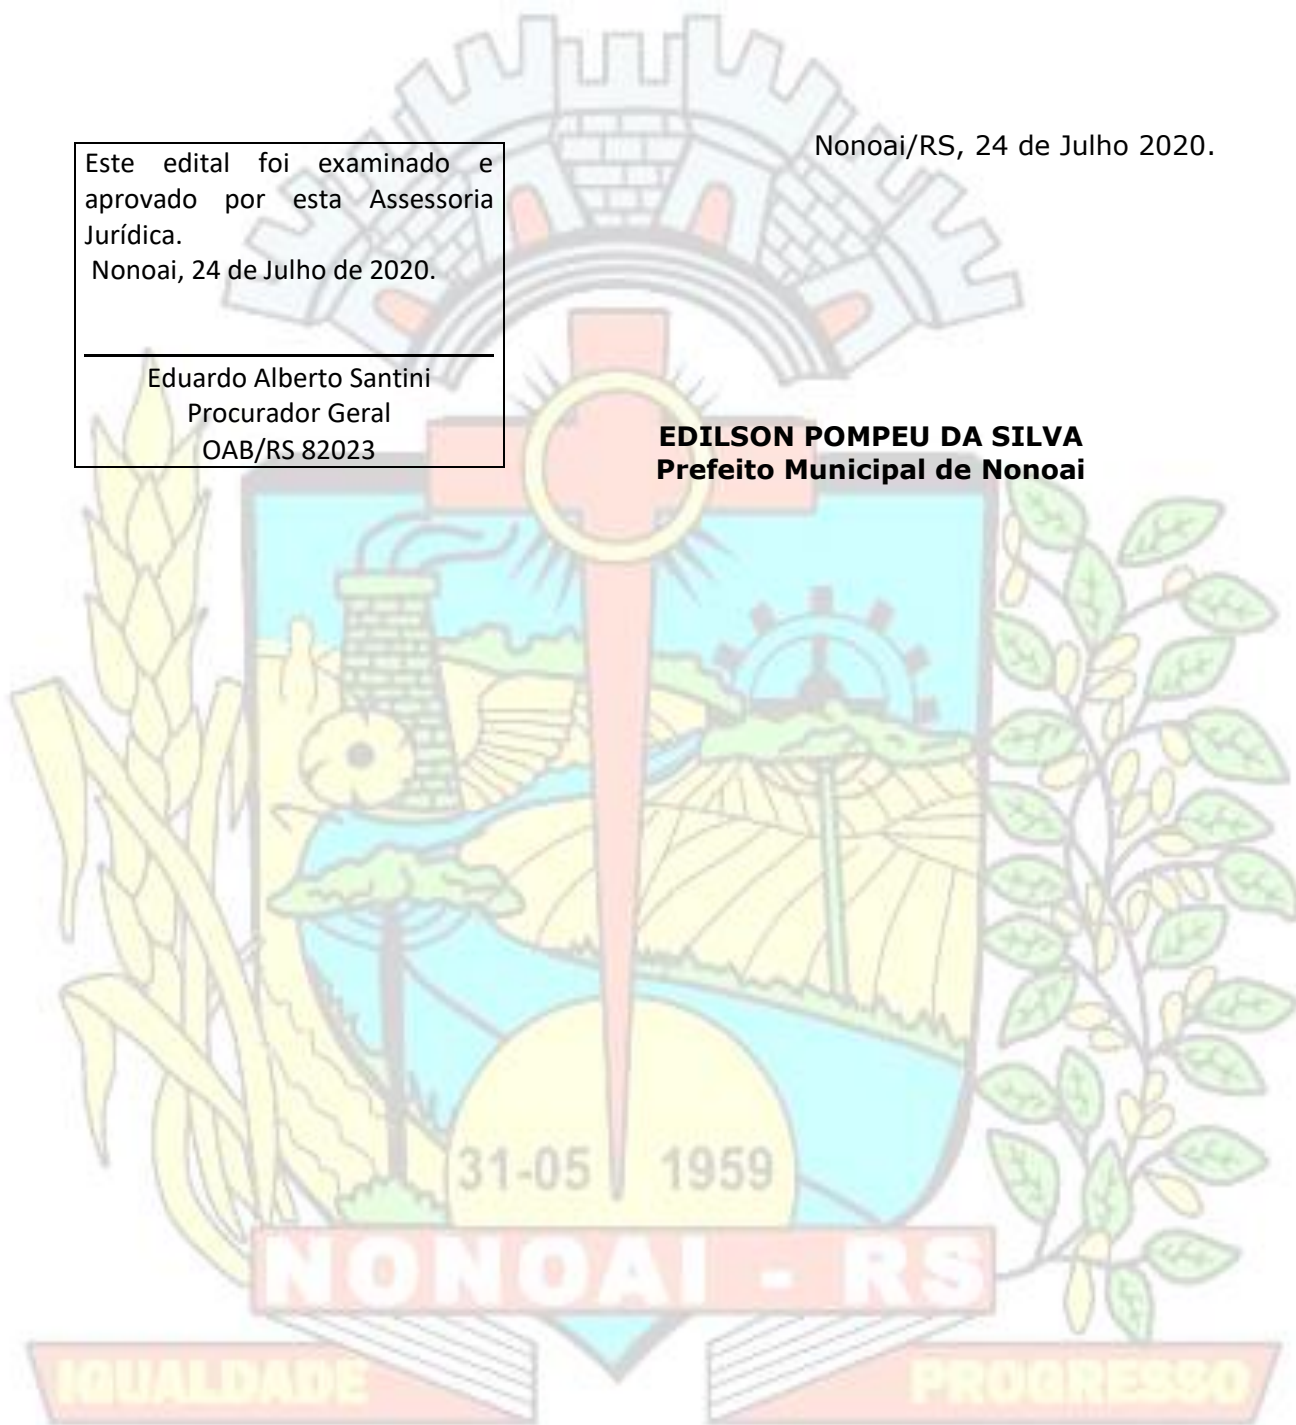 Nonoai/RS, 24 de Julho 2020.
Este edital foi examinado e
aprovado por esta Assessoria
Jurídica.
Nonoai, 24 de Julho de 2020.
Eduardo Alberto Santini
Procurador Geral
OAB/RS 82023
EDILSON POMPEU DA SILVA
Prefeito Municipal de Nonoai
31-05 1959
NONOAI - RS
IGUALDADE PROGRESSO